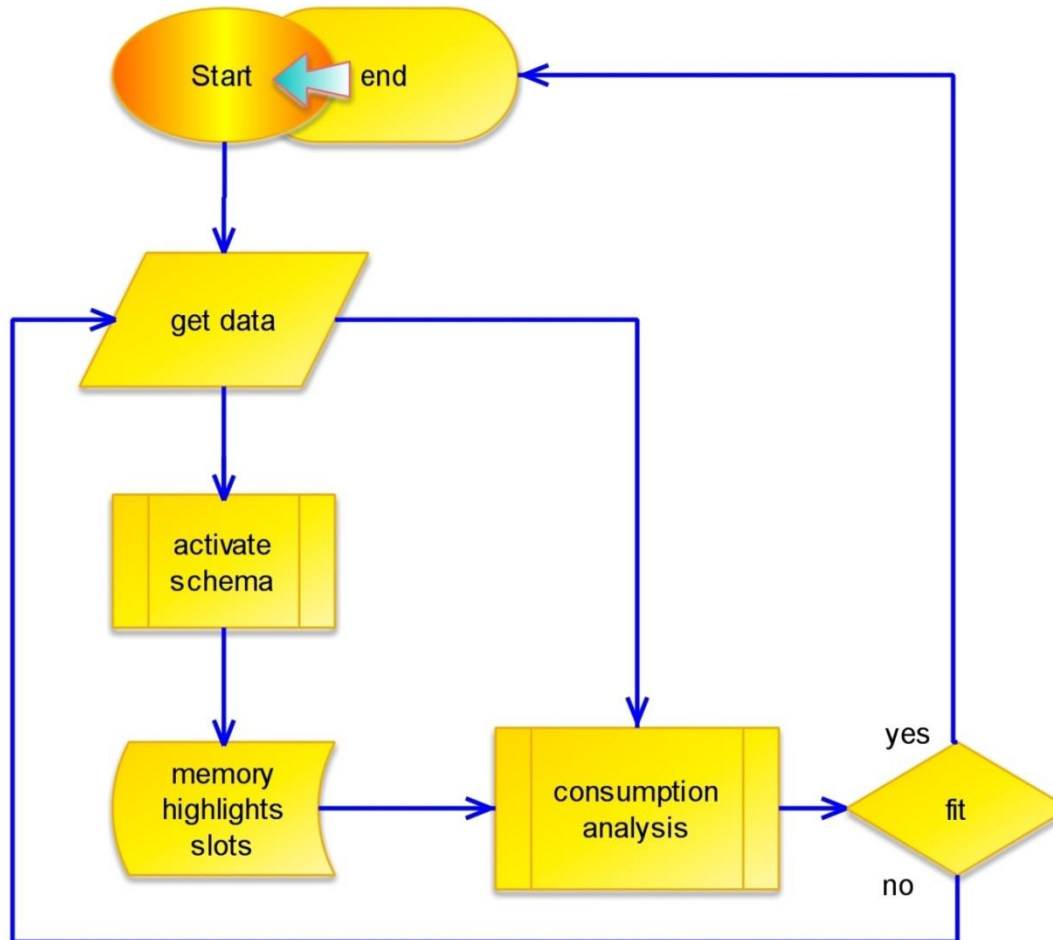 Start
end
get data
activate
schema
memory
highlights
slots
consumption
analysis
yes
fit
no